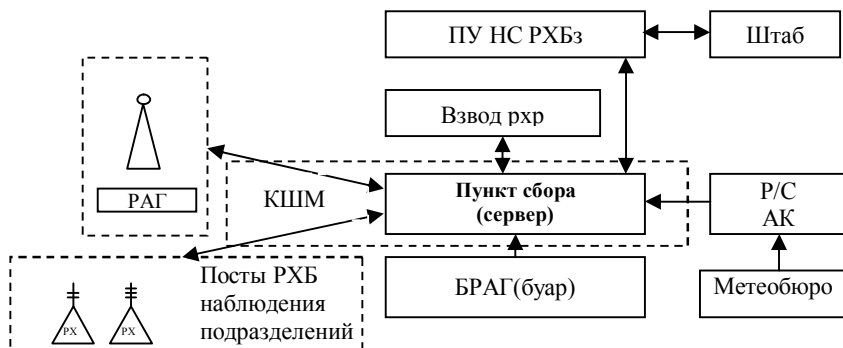 ПУ НС РХБз
Штаб
Взвод рхр
РАГ
КШМ
Пункт сбора
(сервер)
Р/С
АК
Посты РХБ
наблюдения
подразделений
РХ
РХ
БРАГ(буар)
Метеобюро